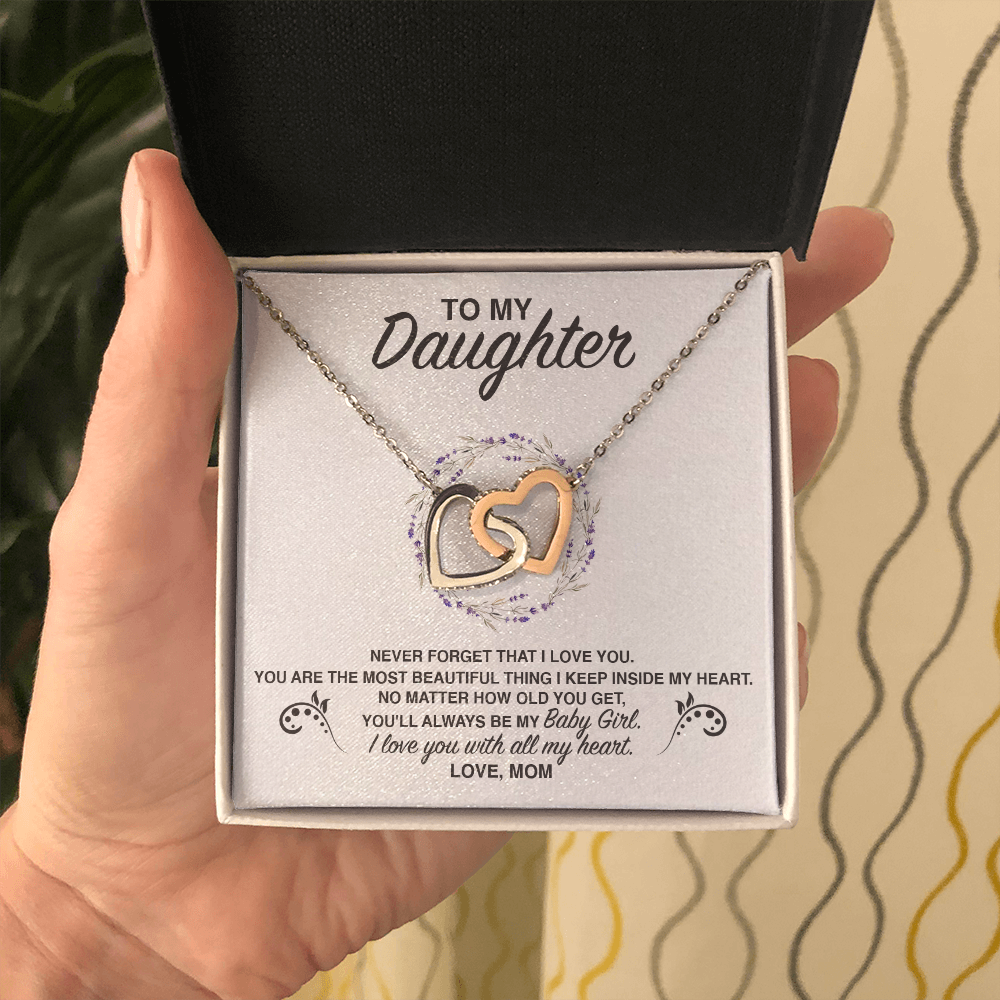 TO MY
Daughter
NEVER FORGET THAT I LOVE YOU.
YOU ARE THE MOST BEAUTIFUL THING I KEEP INSIDE MY HEART.
NO MATTER HOW OLD YOU GET,
YOU'LL ALWAYS BE MY Baby Girl.
I love you with all my heart.
LOVE, MOM